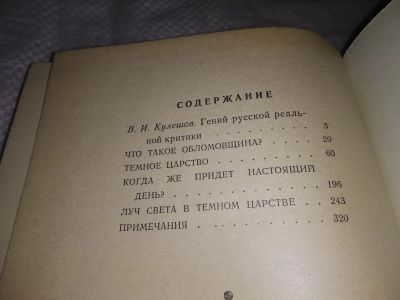 СОДЕРЖАНИЕ
В. И. Кулешов. Гений русской реаль-
ной критики . . . . . . . . . . 3
ЧТО ТАКОЕ ОБЛОМОВЩИНА? . . 20
ТЕМНОЕ ЦАРСТВО . . . . . . . 60
КОГДА ЖЕ ПРИДЕТ НАСТОЯЩИЙ
ДЕНЬ? . . . . . . . . . . . 196
ЛУЧ СВЕТА В ТЕМНОМ ЦАРСТВЕ . 243
ПРИМЕЧАНИЯ . . . . . . . . 320